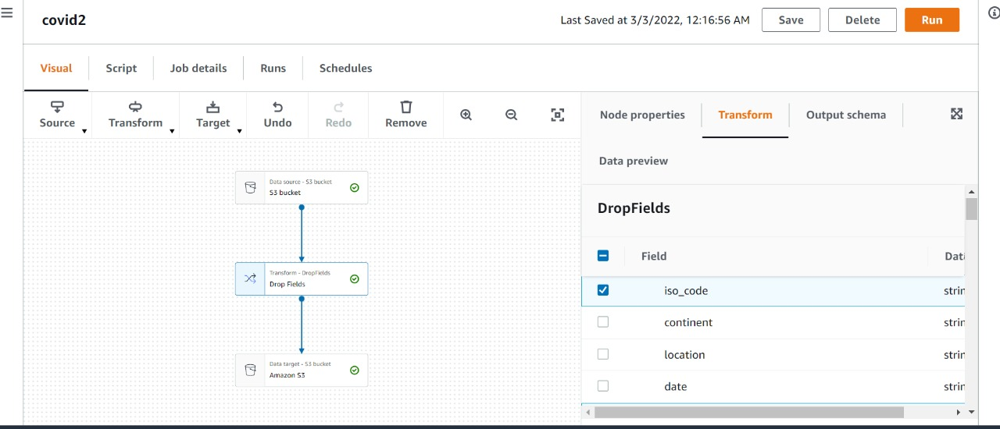 covid2
Last Saved at 3/3/2022, 12:16:56 AM
Save
Delete
Run
Visual
Script
Job details
Runs
Schedules
Source
Transform
Target
Undo
Redo
Remove
Node properties
Transform
Output schema
Data preview
Data source - S3 bucket
S3 bucket
Transform - DropFields
Drop Fields
Data target - S3 bucket
Amazon S3
DropFields
Field
Dat
iso_code
strin
continent
strin
location
strin
date
strin